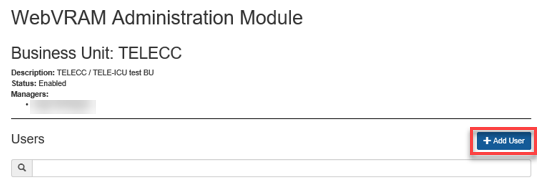 WebVRAM Administration Module
Business Unit: TELECC
Description: TELECC / TELE-ICU test BU
Status: Enabled
Managers:
Users
+ Add User